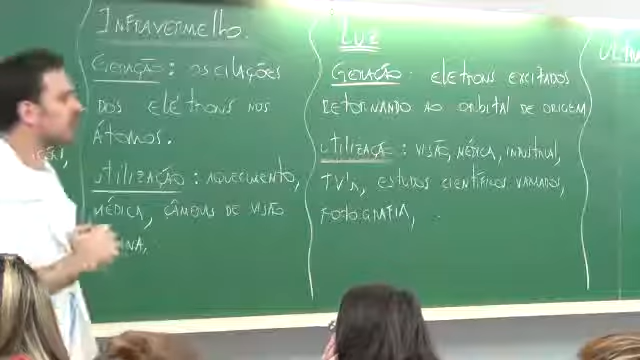 INFRAVERMELHO.
GERAÇÃO: OSCILAÇÕES
DOS ELÉTRONS NOS
ÁTOMOS.
UTILIZAÇÃO: AQUECIMENTO,
MÉDICA, CÂMERAS DE VISÃO
LUZ
GERAÇÃO: ELETRONS EXCITADOS
RETORNANDO AO ORBITAL DE ORIGEM
UTILIZAÇÃO: VISÃO, MÉDICA, INDUSTRIAL,
TV'S, ESTUDOS CIENTÍFICOS VARIADOS,
FOTOGRAFIA,
ULTRA